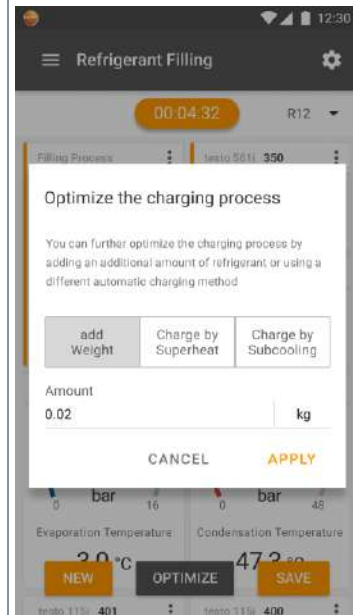 12:30
Refrigerant Filling
00:04:32 R12
Filling Process testo 561i 350
Optimize the charging process
You can further optimize the charging process by
adding an additional amount of refrigerant or using a
different automatic charging method
add Weight
Charge by Superheat
Charge by Subcooling
Amount
0.02 kg
CANCEL APPLY
0 bar 16 0 bar 48
Evaporation Temperature Condensation Temperature
°C 47.3
NEW OPTIMIZE SAVE
testo 115i 401 testo 115i 400